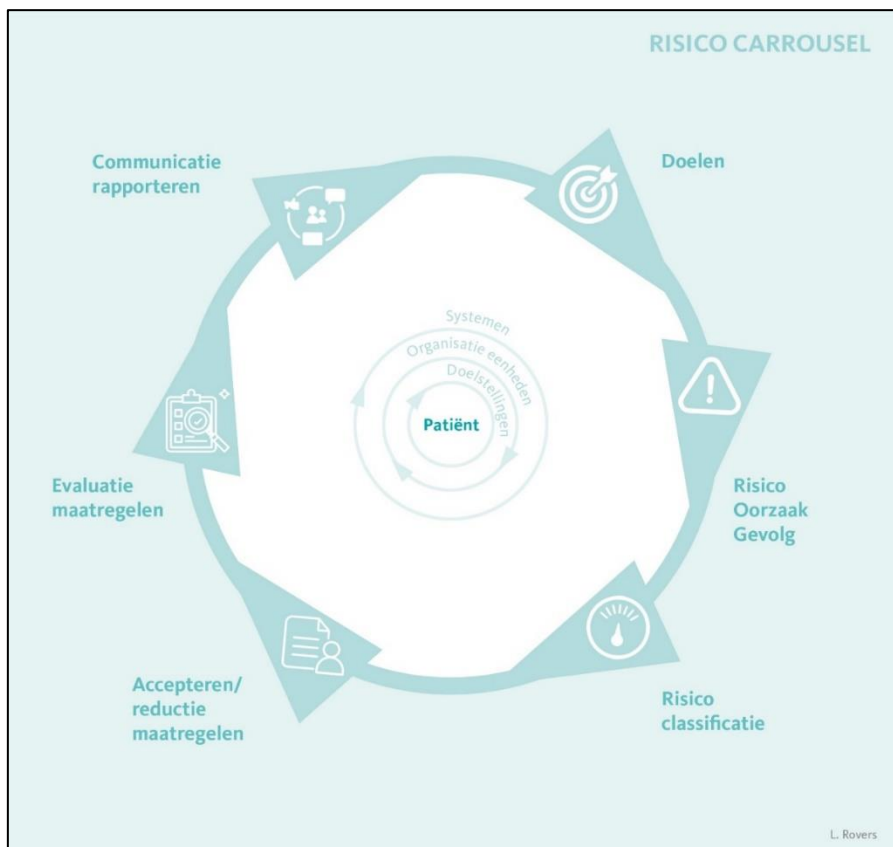 RISICO CARROUSEL
Communicatie
rapporteren
Doelen
Systemen
Organisatie eenheden
Doelstellingen
Patiënt
Evaluatie
maatregelen
Risico
Oorzaak
Gevolg
Accepteren/
reductie
maatregelen
Risico
classificatie
L. Rovers